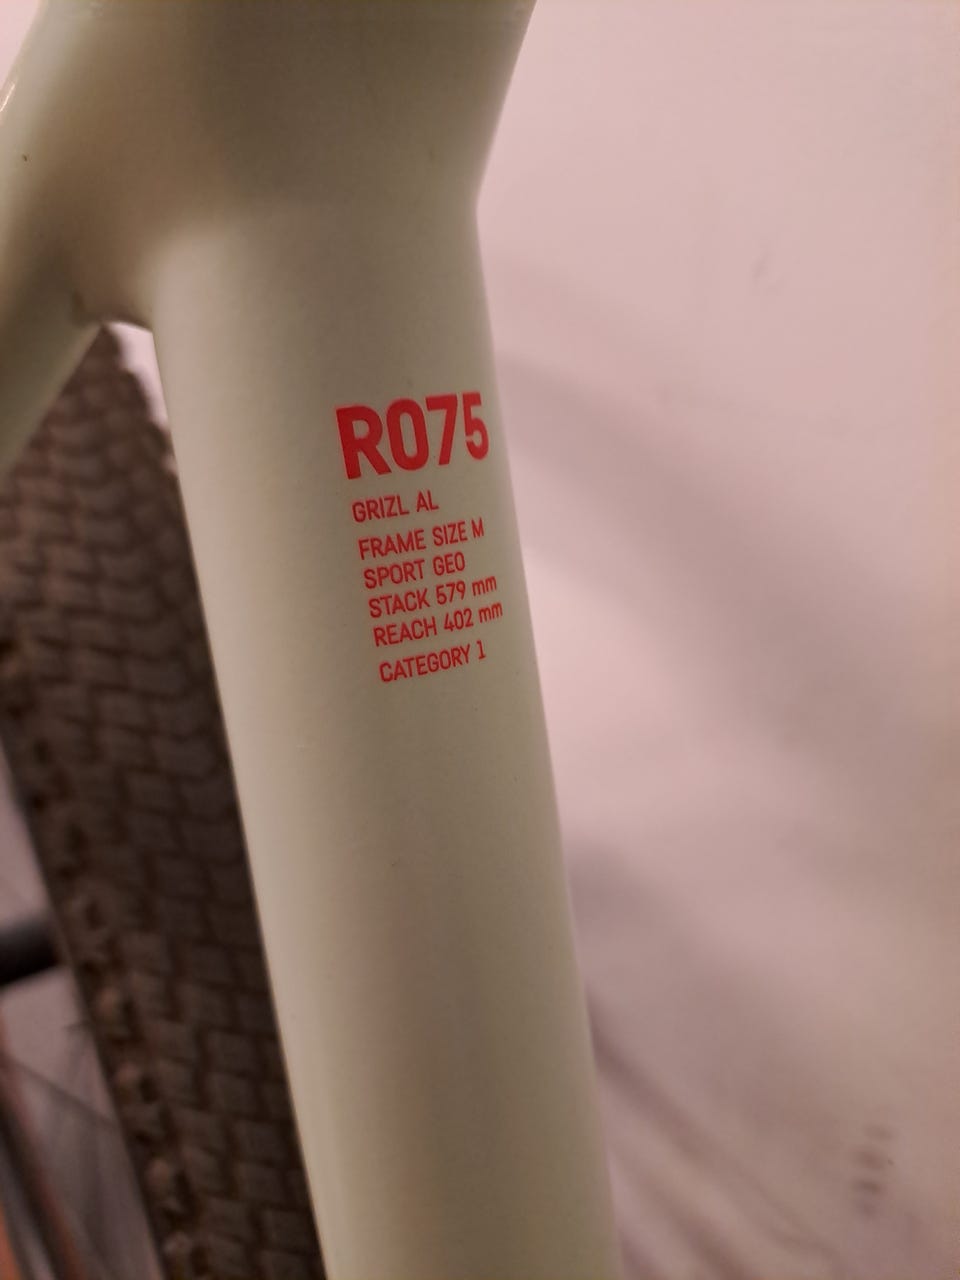 R075
GRIZL AL
FRAME SIZE M
SPORT GEO
STACK 579 mm
REACH 402 mm
CATEGORY 1